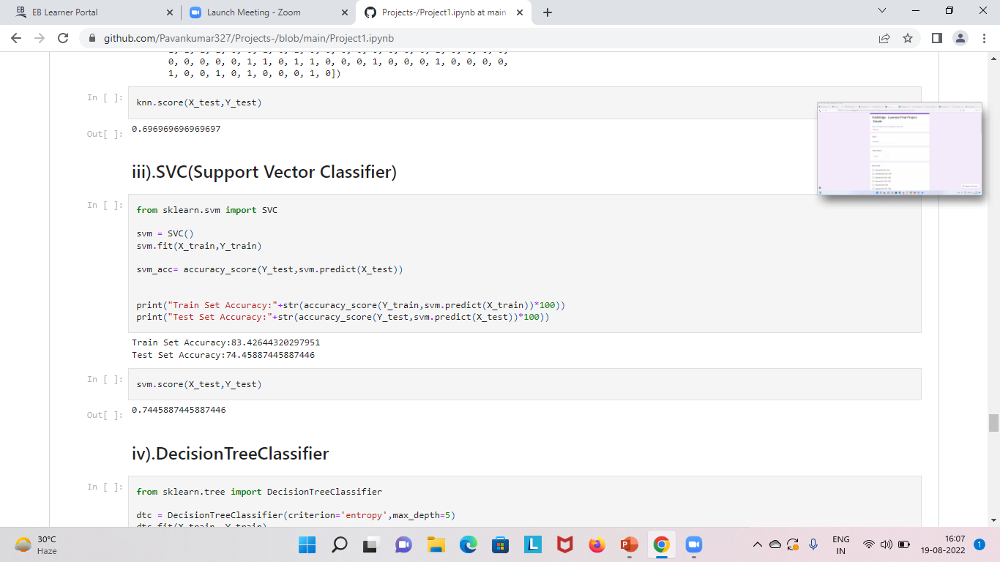 EB Learner Portal
Launch Meeting - Zoom
Projects-/Project1.ipynb at main
github.com/Pavankumar327/Projects-/blob/main/Project1.ipynb
0, 0, 0, 0, 0, 1, 1, 0, 1, 1, 0, 0, 0, 1, 0, 0, 0, 1, 0, 0, 0, 0,
1, 0, 0, 1, 0, 1, 0, 0, 0, 1, 0])
In [ ]:
knn.score(X_test,Y_test)
Out[ ]:
0.696969696969697
iii).SVC(Support Vector Classifier)
In [ ]:
from sklearn.svm import SVC
svm = SVC()
svm.fit(X_train,Y_train)
svm_acc= accuracy_score(Y_test,svm.predict(X_test))
print("Train Set Accuracy:"+str(accuracy_score(Y_train,svm.predict(X_train))*100))
print("Test Set Accuracy:"+str(accuracy_score(Y_test,svm.predict(X_test))*100))
Train Set Accuracy:83.42644320297951
Test Set Accuracy:74.45887445887446
In [ ]:
svm.score(X_test,Y_test)
Out[ ]:
0.7445887445887446
iv).DecisionTreeClassifier
In [ ]:
from sklearn.tree import DecisionTreeClassifier
dtc = DecisionTreeClassifier(criterion='entropy',max_depth=5)
dtc.fit(X_train, Y_train)
EduBridge - Learners Final Project
Details
30°C
Haze
ENG
IN
16:07
19-08-2022
1